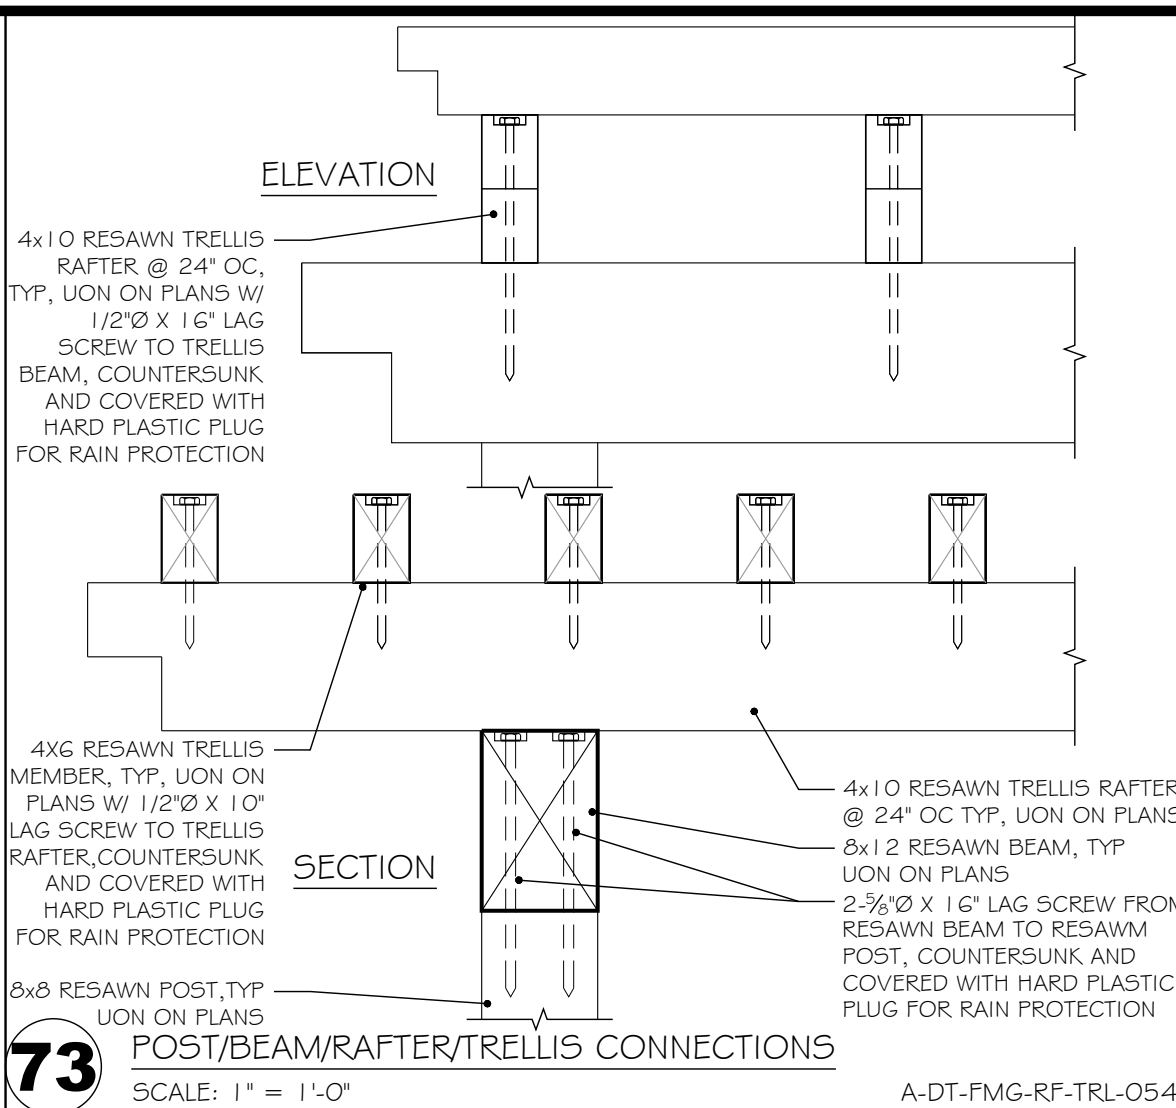 ELEVATION
4x10 RESAWN TRELLIS
RAFTER @ 24" OC,
TYP, UON ON PLANS W/
1/2"Ø X 16" LAG
SCREW TO TRELLIS
BEAM, COUNTERSUNK
AND COVERED WITH
HARD PLASTIC PLUG
FOR RAIN PROTECTION
4X6 RESAWN TRELLIS
MEMBER, TYP, UON ON
PLANS W/ 1/2"Ø X 10"
LAG SCREW TO TRELLIS
RAFTER,COUNTERSUNK
AND COVERED WITH
HARD PLASTIC PLUG
FOR RAIN PROTECTION
SECTION
8x8 RESAWN POST,TYP
UON ON PLANS
4x10 RESAWN TRELLIS RAFTER
@ 24" OC TYP, UON ON PLANS
8x12 RESAWN BEAM, TYP
UON ON PLANS
2-⅝"Ø X 16" LAG SCREW FROM
RESAWN BEAM TO RESAWM
POST, COUNTERSUNK AND
COVERED WITH HARD PLASTIC
PLUG FOR RAIN PROTECTION
73
POST/BEAM/RAFTER/TRELLIS CONNECTIONS
SCALE: 1" = 1'-0"
A-DT-FMG-RF-TRL-054